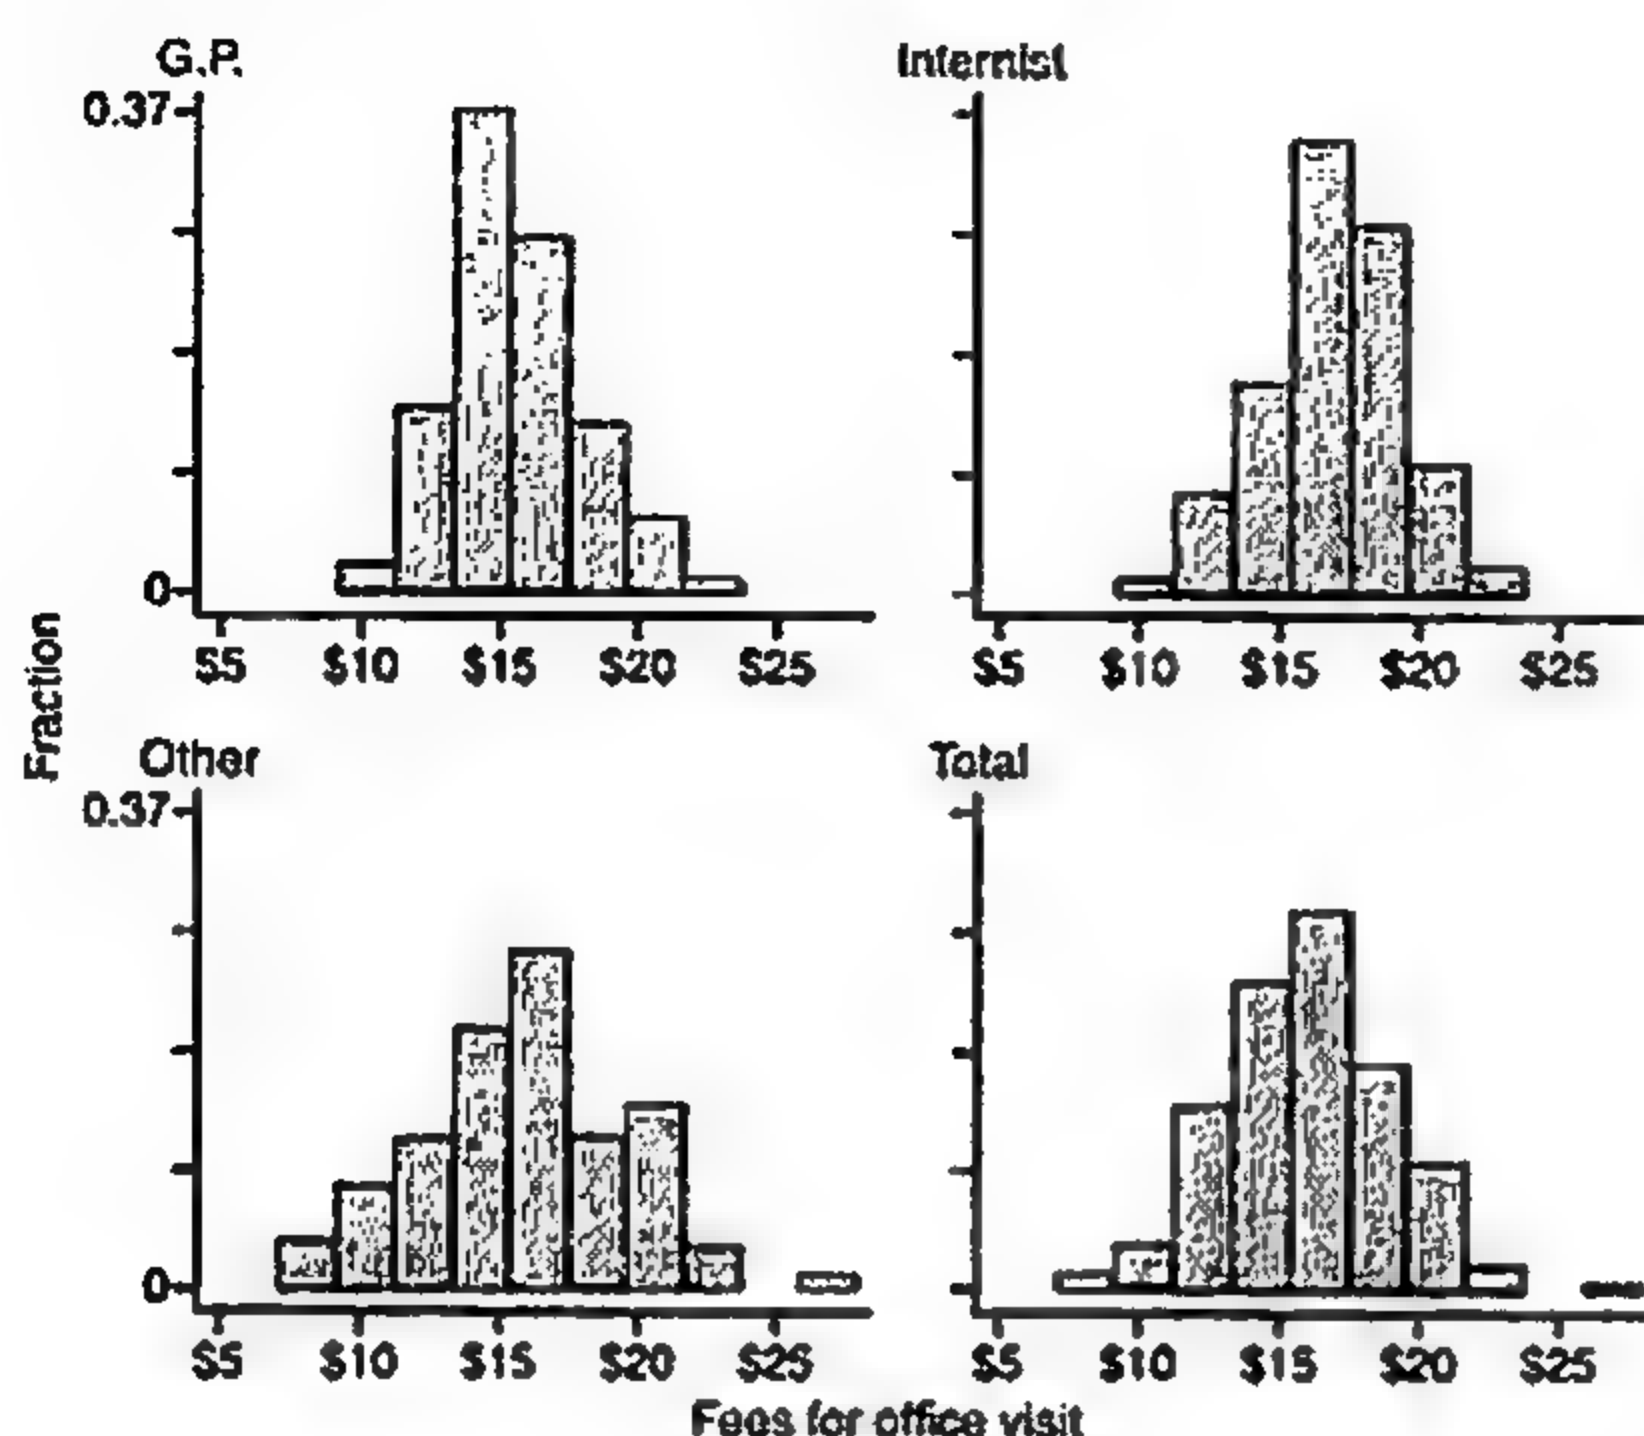 G.P.
0.37
0
$5 $10 $15 $20 $25
Internist
$5 $10 $15 $20 $25
Fraction
Other
0.37
0
$5 $10 $15 $20 $25
Total
$5 $10 $15 $20 $25
Fees for office visit